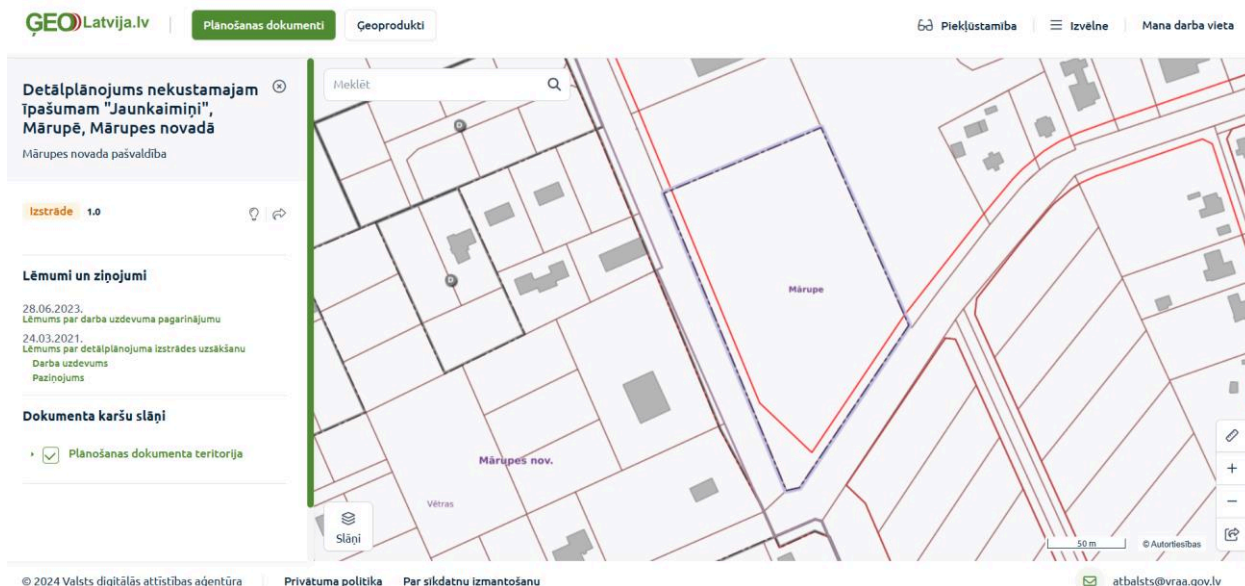 ĢEO Latvija.lv
Plānošanas dokumenti
Ģeoprodukti
Piekļūstamība
Izvēlne
Mana darba vieta
Detālplānojums nekustamajam
īpašumam "Jaunkaimiņi",
Mārupē, Mārupes novadā
Mārupes novada pašvaldība
Izstrāde 1.0
Lēmumi un ziņojumi
28.06.2023.
Lēmums par darba uzdevuma pagarinājumu
24.03.2021.
Lēmums par detālplānojuma izstrādes uzsākšanu
Darba uzdevums
Paziņojums
Dokumenta karšu slāņi
Plānošanas dokumenta teritorija
Meklēt
D
Mārupe
D
Mārupes nov.
Vētras
Slāņi
50 m
© Autortiesības
© 2024 Valsts digitālās attīstības aģentūra
Privātuma politika
Par sīkdatņu izmantošanu
atbalsts@vraa.gov.lv